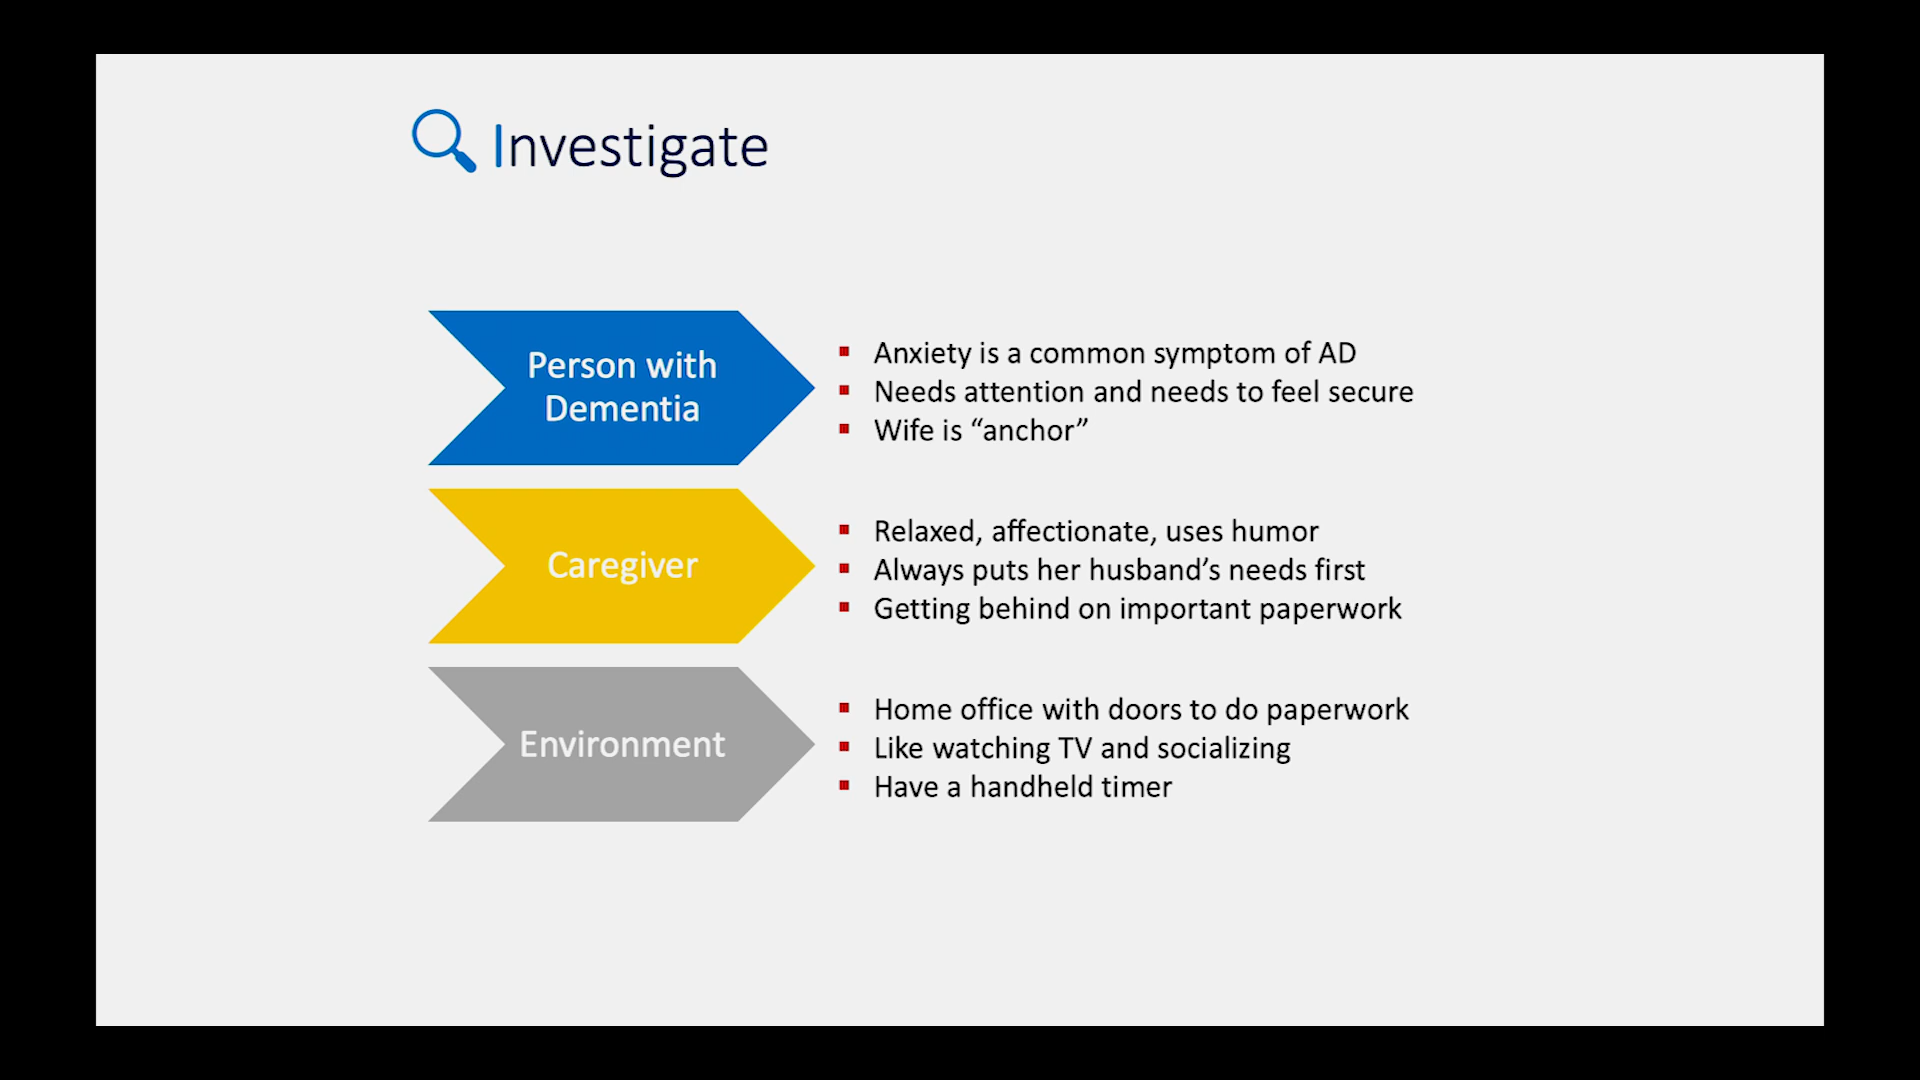 Investigate
Person with
Dementia
Anxiety is a common symptom of AD
Needs attention and needs to feel secure
Wife is “anchor”
Caregiver
Relaxed, affectionate, uses humor
Always puts her husband’s needs first
Getting behind on important paperwork
Environment
Home office with doors to do paperwork
Like watching TV and socializing
Have a handheld timer